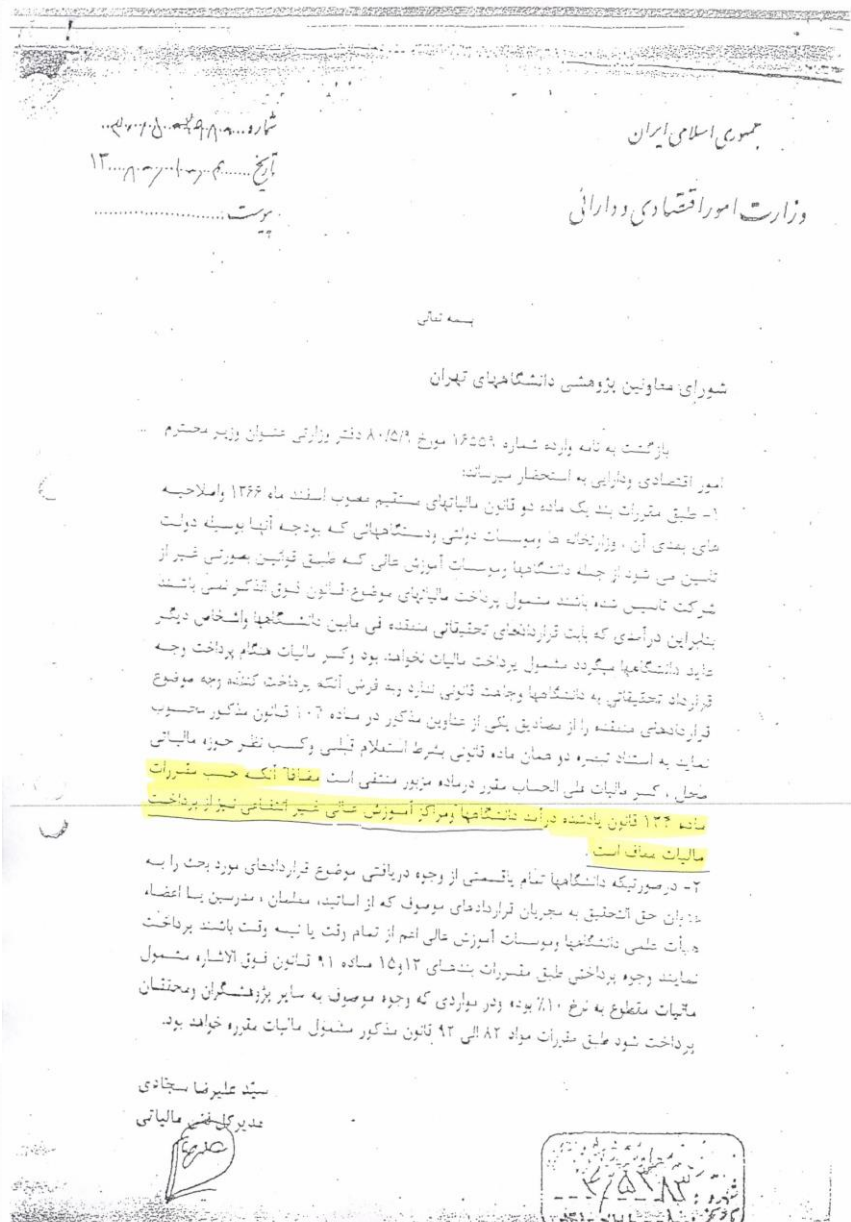 جمهوری اسلامی ایران
وزارت امور اقتصادی و دارائی
شماره
تاریخ ۱۳
پیوست
بسمه تعالی
شورای معاونین پژوهشی دانشگاههای تهران
بازگشت به نامه وارده شماره ۱۶۵۵۹ مورخ ۸۰/۵/۹ دفتر وزارتی عنوان وزیر محترم
امور اقتصادی ودارایی به استحضار میرساند:
۱- طبق مقررات بند یک ماده دو قانون مالیاتهای مستقیم مصوب اسفند ماه ۱۳۶۶ واصلاحیه
های بعدی آن ، وزارتخانه ها وموسسات دولتی ودستگاههائی که بودجه آنها بوسیله دولت
تامین می شود از جمله دانشگاهها وموسسات آموزش عالی که طبق قوانین بصورتی غیر از
شرکت تاسیس شده باشند مشمول پرداخت مالیاتهای موضوع قانون فوق الذکر نمی باشند
بنابراین درآمدی که بابت قراردادهای تحقیقاتی منعقده فی مابین دانشگاهها واشخاص دیگر
عاید دانشگاهها میگردد مشمول پرداخت مالیات نخواهد بود وکسر مالیات هنگام پرداخت وجه
قرارداد تحقیقاتی به دانشگاهها وجاهت قانونی ندارد وبه فرض آنکه پرداخت کننده وجه موضوع
قراردادهای منعقده را از مصادیق یکی از عناوین مذکور در ماده ۱۰۴ قانون مذکور محسوب
نماید به استناد تبصره دو همان ماده قانونی بشرط استعلام قبلی وکسب نظر حوزه مالیاتی
محل ، کسر مالیات علی الحساب مقرر درماده مزبور منتفی است مضافاً آنکه حسب مقررات
ماده ۱۳۴ قانون یادشده درآمد دانشگاهها ومراکز آموزش عالی غیر انتفاعی نیز از پرداخت
مالیات معاف است .
۲- درصورتیکه دانشگاهها تمام یاقسمتی از وجوه دریافتی موضوع قراردادهای مورد بحث را به
عنوان حق التحقیق به مجریان قراردادهای موصوف که از اساتید، معلمان ، مدرسین یا اعضاء
هیأت علمی دانشگاهها وموسسات آموزش عالی اعم از تمام وقت یا نیمه وقت باشند پرداخت
نمایند وجوه پرداختی طبق مقررات بندهای ۱۳و۱۵ ماده ۹۱ قانون فوق الاشاره مشمول
مالیات مقطوع به نرخ ۱۰٪ بوده ودر مواردی که وجوه موصوف به سایر پژوهشگران ومحققان
پرداخت شود طبق مقررات مواد ۸۲ الی ۹۲ قانون مذکور مشمول مالیات مقرره خواهد بود.
سیّد علیرضا سجّادی
مدیرکل فنی مالیاتی